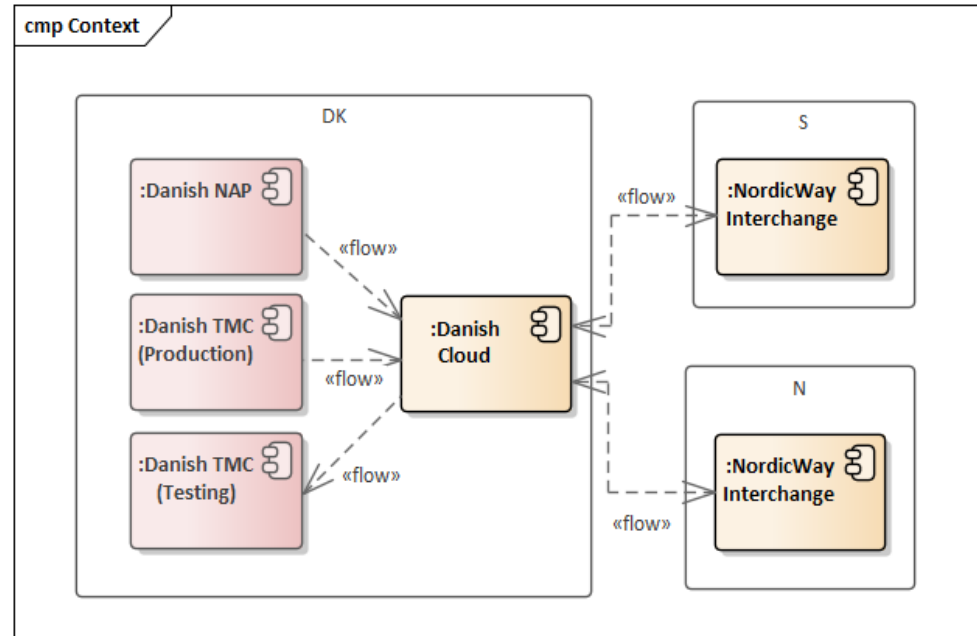 cmp Context
DK
:Danish NAP
«flow»
:Danish TMC
(Production)
«flow»
:Danish
Cloud
:Danish TMC
(Testing)
«flow»
S
«flow»
:NordicWay
Interchange
N
:NordicWay
Interchange
«flow»